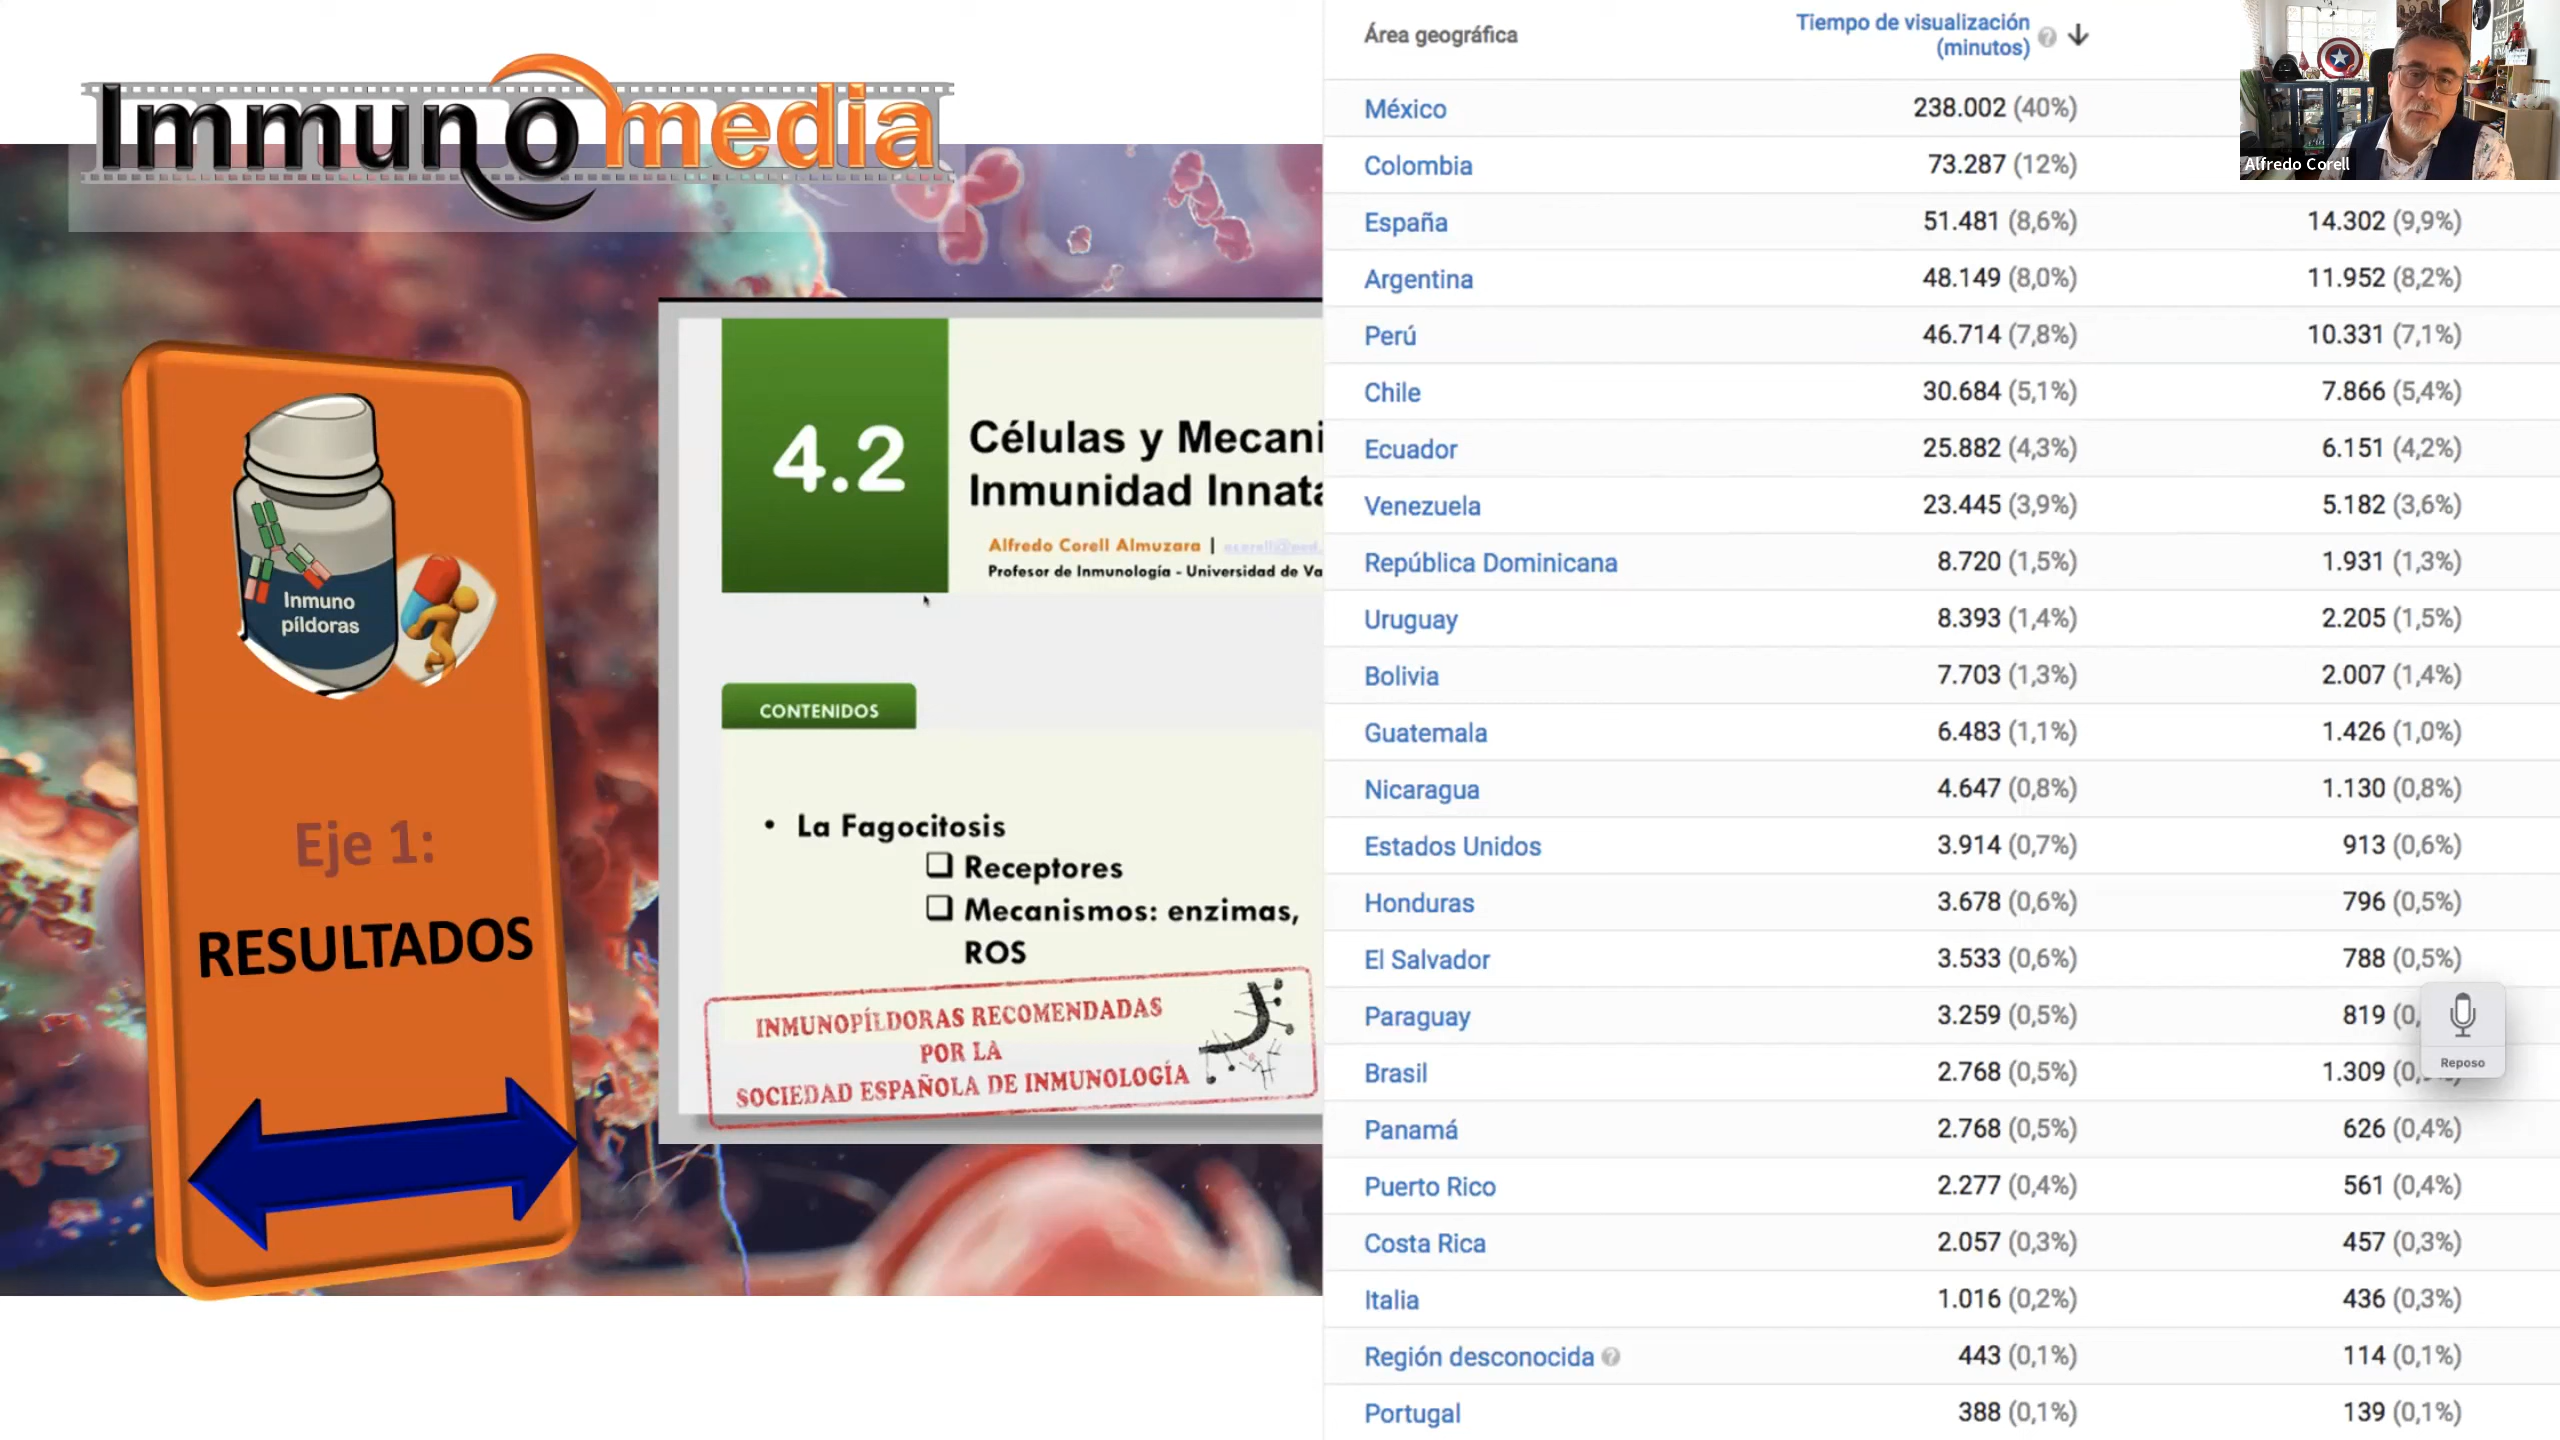 Immunomedia
Inmuno
píldoras
Eje 1:
RESULTADOS
4.2
Células y Mecani
Inmunidad Innata
Alfredo Corell Almuzara |
Profesor de Inmunología - Universidad de Va
CONTENIDOS
• La Fagocitosis
❑ Receptores
❑ Mecanismos: enzimas,
ROS
INMUNOPÍLDORAS RECOMENDADAS
POR LA
SOCIEDAD ESPAÑOLA DE INMUNOLOGÍA
Área geográfica
Tiempo de visualización
(minutos) ? ↓
México 238.002 (40%)
Colombia 73.287 (12%)
España 51.481 (8,6%) 14.302 (9,9%)
Argentina 48.149 (8,0%) 11.952 (8,2%)
Perú 46.714 (7,8%) 10.331 (7,1%)
Chile 30.684 (5,1%) 7.866 (5,4%)
Ecuador 25.882 (4,3%) 6.151 (4,2%)
Venezuela 23.445 (3,9%) 5.182 (3,6%)
República Dominicana 8.720 (1,5%) 1.931 (1,3%)
Uruguay 8.393 (1,4%) 2.205 (1,5%)
Bolivia 7.703 (1,3%) 2.007 (1,4%)
Guatemala 6.483 (1,1%) 1.426 (1,0%)
Nicaragua 4.647 (0,8%) 1.130 (0,8%)
Estados Unidos 3.914 (0,7%) 913 (0,6%)
Honduras 3.678 (0,6%) 796 (0,5%)
El Salvador 3.533 (0,6%) 788 (0,5%)
Paraguay 3.259 (0,5%) 819 (0,
Brasil 2.768 (0,5%) 1.309 (0,
Panamá 2.768 (0,5%) 626 (0,4%)
Puerto Rico 2.277 (0,4%) 561 (0,4%)
Costa Rica 2.057 (0,3%) 457 (0,3%)
Italia 1.016 (0,2%) 436 (0,3%)
Región desconocida ? 443 (0,1%) 114 (0,1%)
Portugal 388 (0,1%) 139 (0,1%)
Alfredo Corell
Reposo